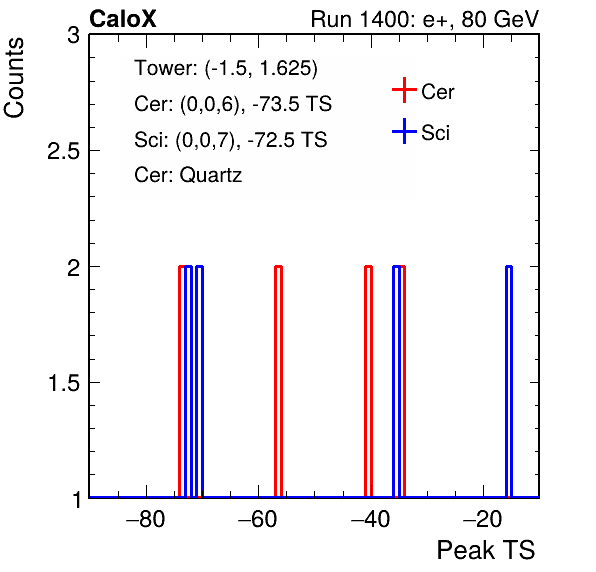 CaloX Run 1400: e+, 80 GeV
Counts
3
2.5
2
1.5
1
Tower: (-1.5, 1.625)
Cer: (0,0,6), -73.5 TS
Sci: (0,0,7), -72.5 TS
Cer: Quartz
Cer
Sci
−80 −60 −40 −20
Peak TS